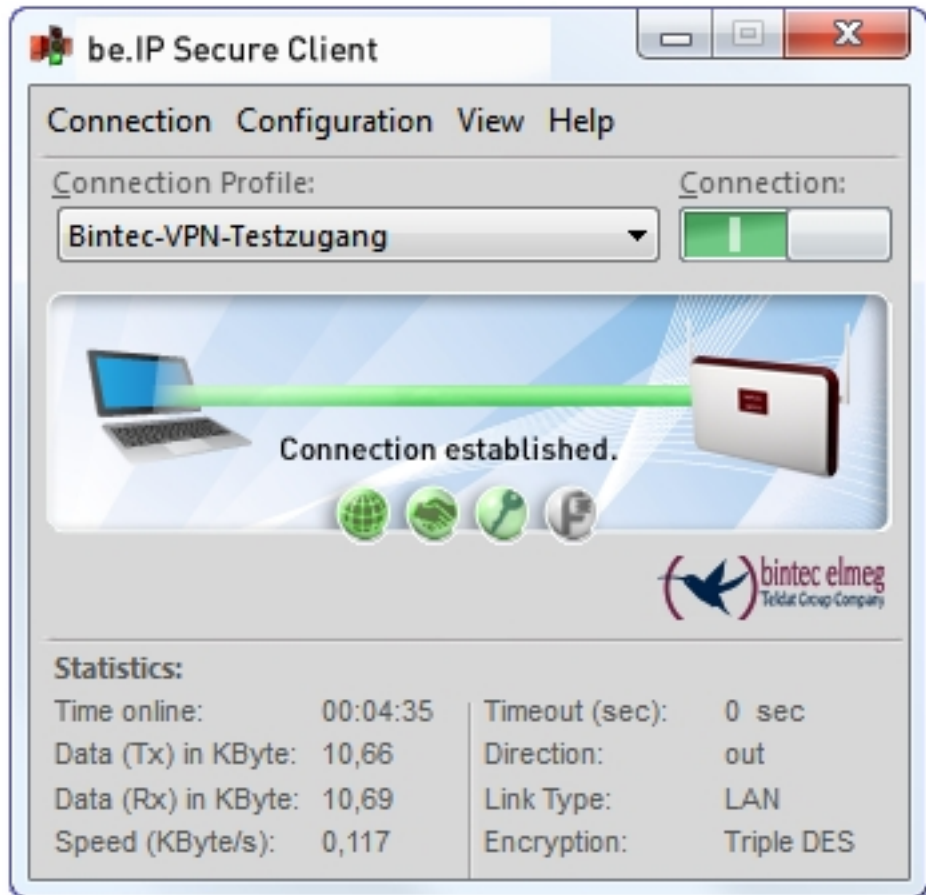 be.IP Secure Client
Connection Configuration View Help
Connection Profile: Connection:
Bintec-VPN-Testzugang
Connection established.
bintec elmeg
Teldat Group Company
Statistics:
Time online: 00:04:35 Timeout (sec): 0 sec
Data (Tx) in KByte: 10,66 Direction: out
Data (Rx) in KByte: 10,69 Link Type: LAN
Speed (KByte/s): 0,117 Encryption: Triple DES